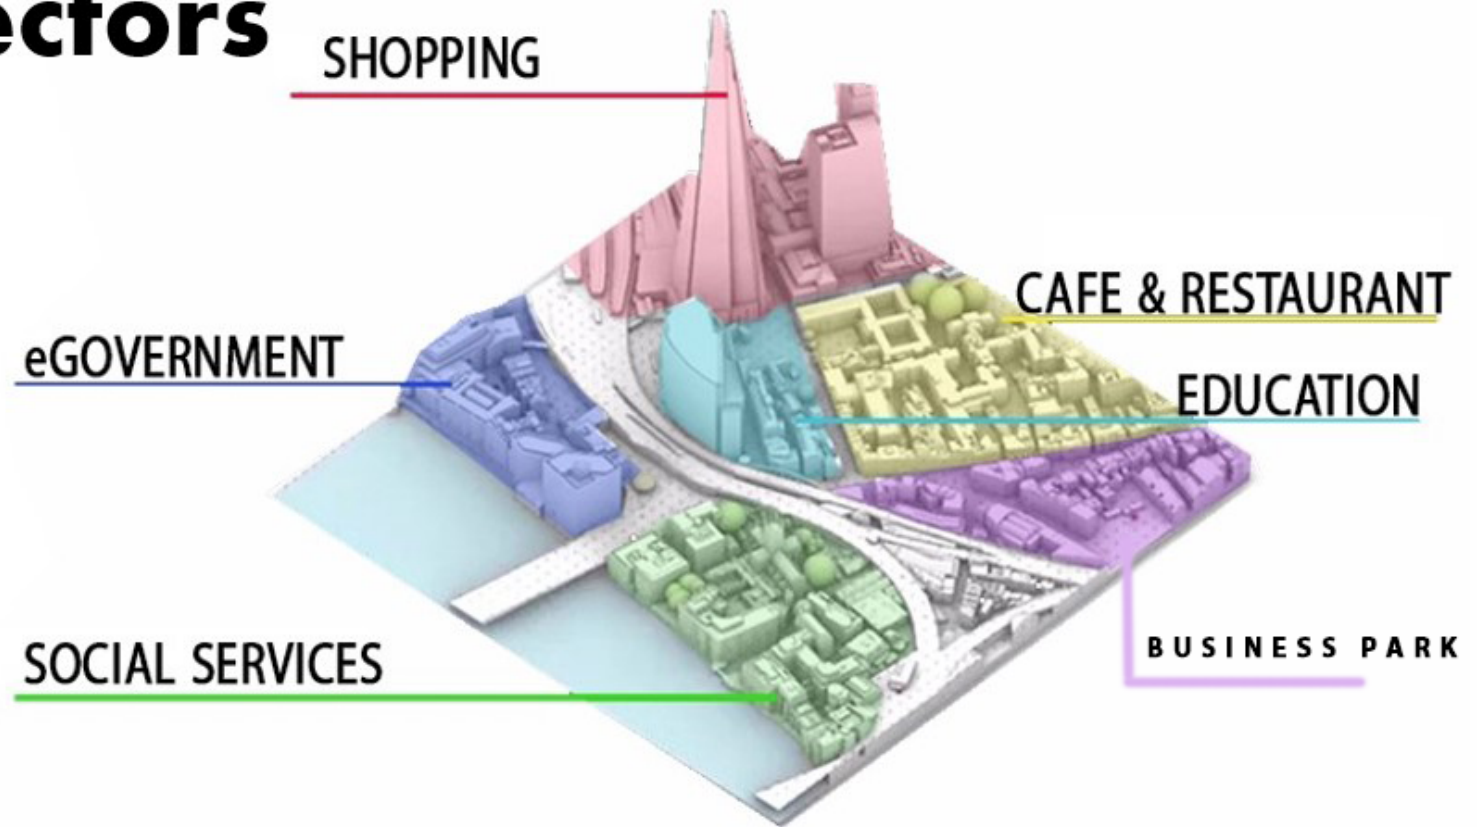 ectors
SHOPPING
CAFE & RESTAURANT
eGOVERNMENT
EDUCATION
BUSINESS PARK
SOCIAL SERVICES